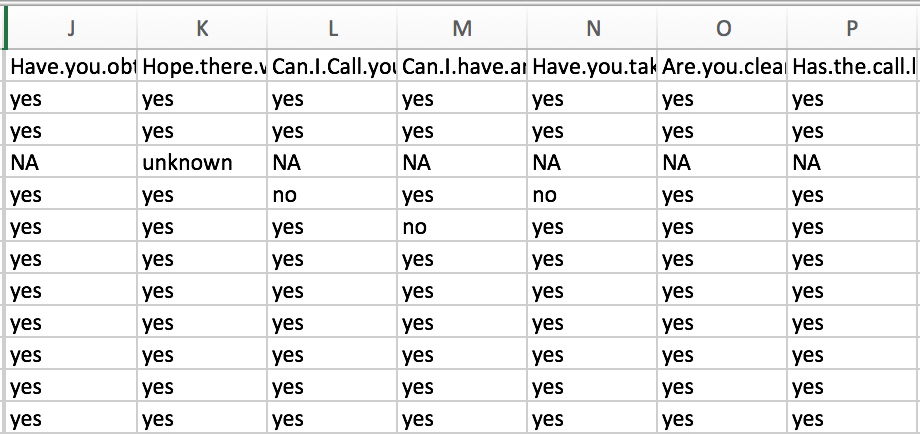 J K L M N O P
Have.you.obt Hope.there.v Can.I.Call.you Can.I.have.ar Have.you.tak Are.you.clear Has.the.call.l
yes yes yes yes yes yes yes
yes yes yes yes yes yes yes
NA unknown NA NA NA NA NA
yes yes no yes no yes yes
yes yes yes no yes yes yes
yes yes yes yes yes yes yes
yes yes yes yes yes yes yes
yes yes yes yes yes yes yes
yes yes yes yes yes yes yes
yes yes yes yes yes yes yes
yes yes yes yes yes yes yes